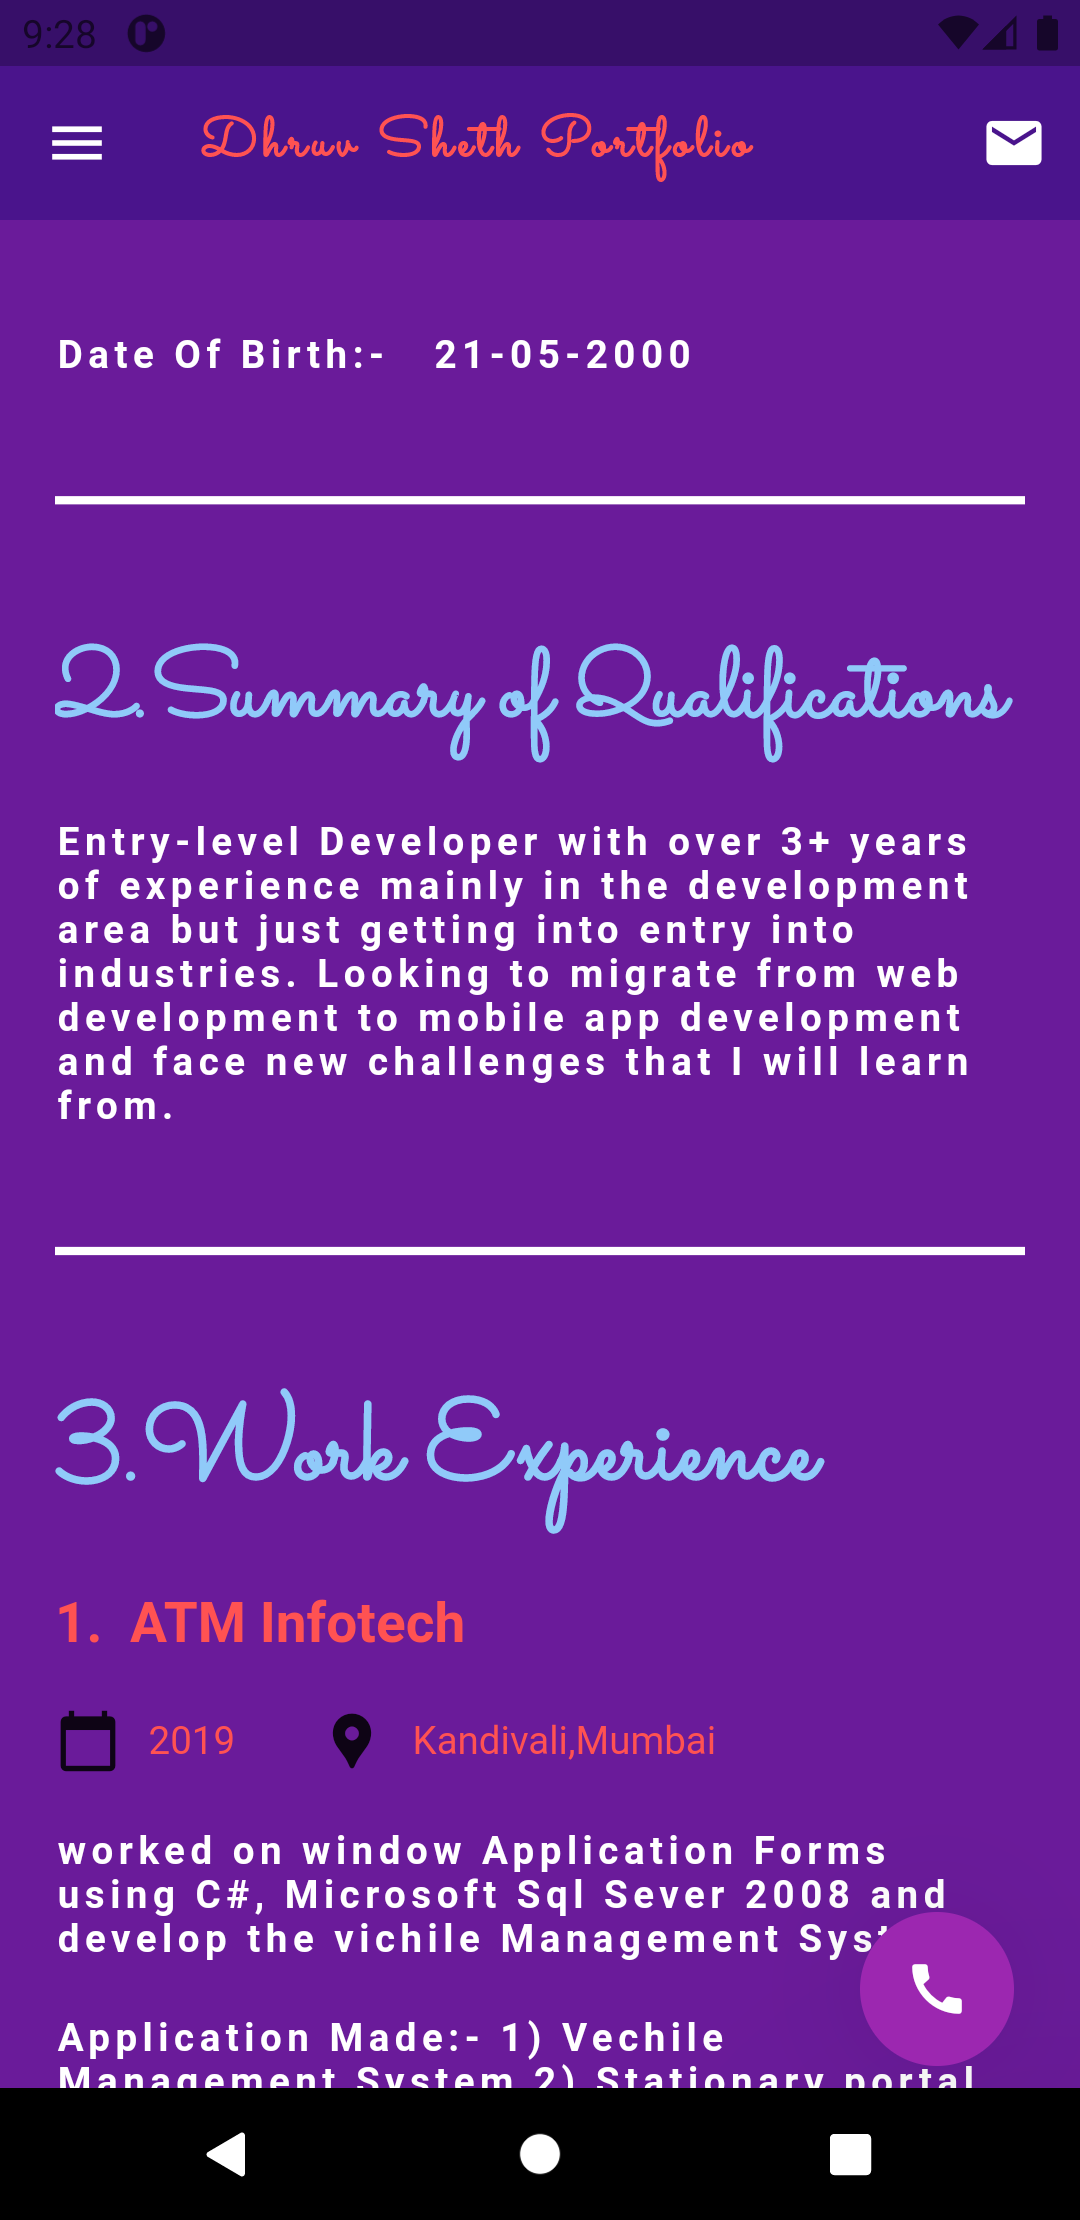 9:28
Dhruv Sheth Portfolio
Date Of Birth:- 21-05-2000
2.Summary of Qualifications
Entry-level Developer with over 3+ years
of experience mainly in the development
area but just getting into entry into
industries. Looking to migrate from web
development to mobile app development
and face new challenges that I will learn
from.
3.Work Experience
1. ATM Infotech
2019 Kandivali,Mumbai
worked on window Application Forms
using C#, Microsoft Sql Sever 2008 and
develop the vichile Management
Application Made:- 1) Vechile
Management System 2) Stationary portal